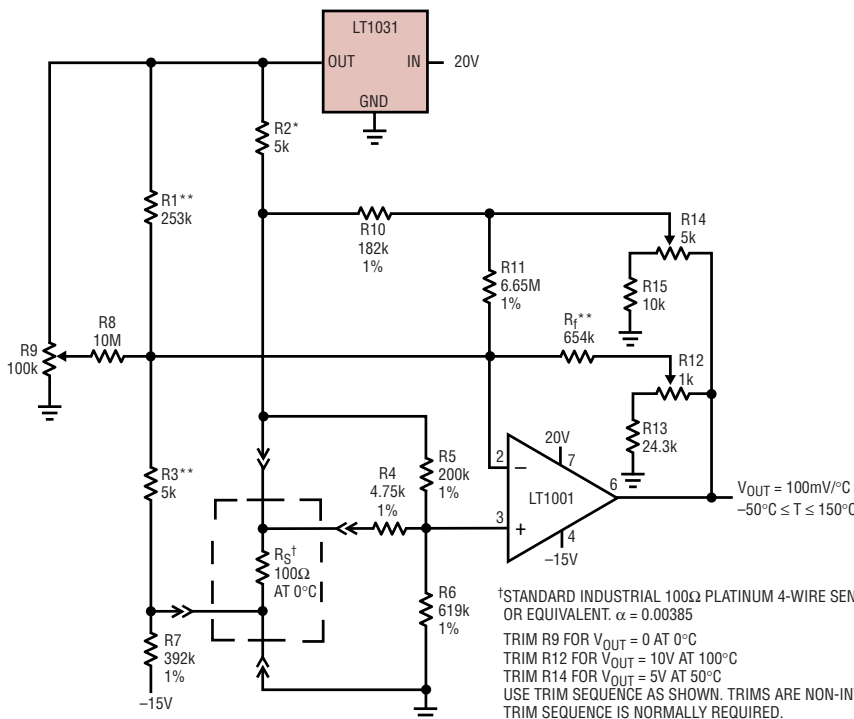 LT1031
OUT
IN
20V
GND
R2*
5k
R1**
253k
R10
182k
1%
R14
5k
R11
6.65M
1%
R15
10k
R8
10M
R9
100k
Rf**
654k
R12
1k
R13
24.3k
R3**
5k
R4
4.75k
1%
R5
200k
1%
20V
2
7
–
LT1001
6
3
+
4
–15V
VOUT = 100mV/°C
–50°C ≤ T ≤ 150°C
RS†
100Ω
AT 0°C
R6
619k
1%
R7
392k
1%
–15V
†STANDARD INDUSTRIAL 100Ω PLATINUM 4-WIRE SEN
OR EQUIVALENT. α = 0.00385
TRIM R9 FOR VOUT = 0 AT 0°C
TRIM R12 FOR VOUT = 10V AT 100°C
TRIM R14 FOR VOUT = 5V AT 50°C
USE TRIM SEQUENCE AS SHOWN. TRIMS ARE NON-IN
TRIM SEQUENCE IS NORMALLY REQUIRED.